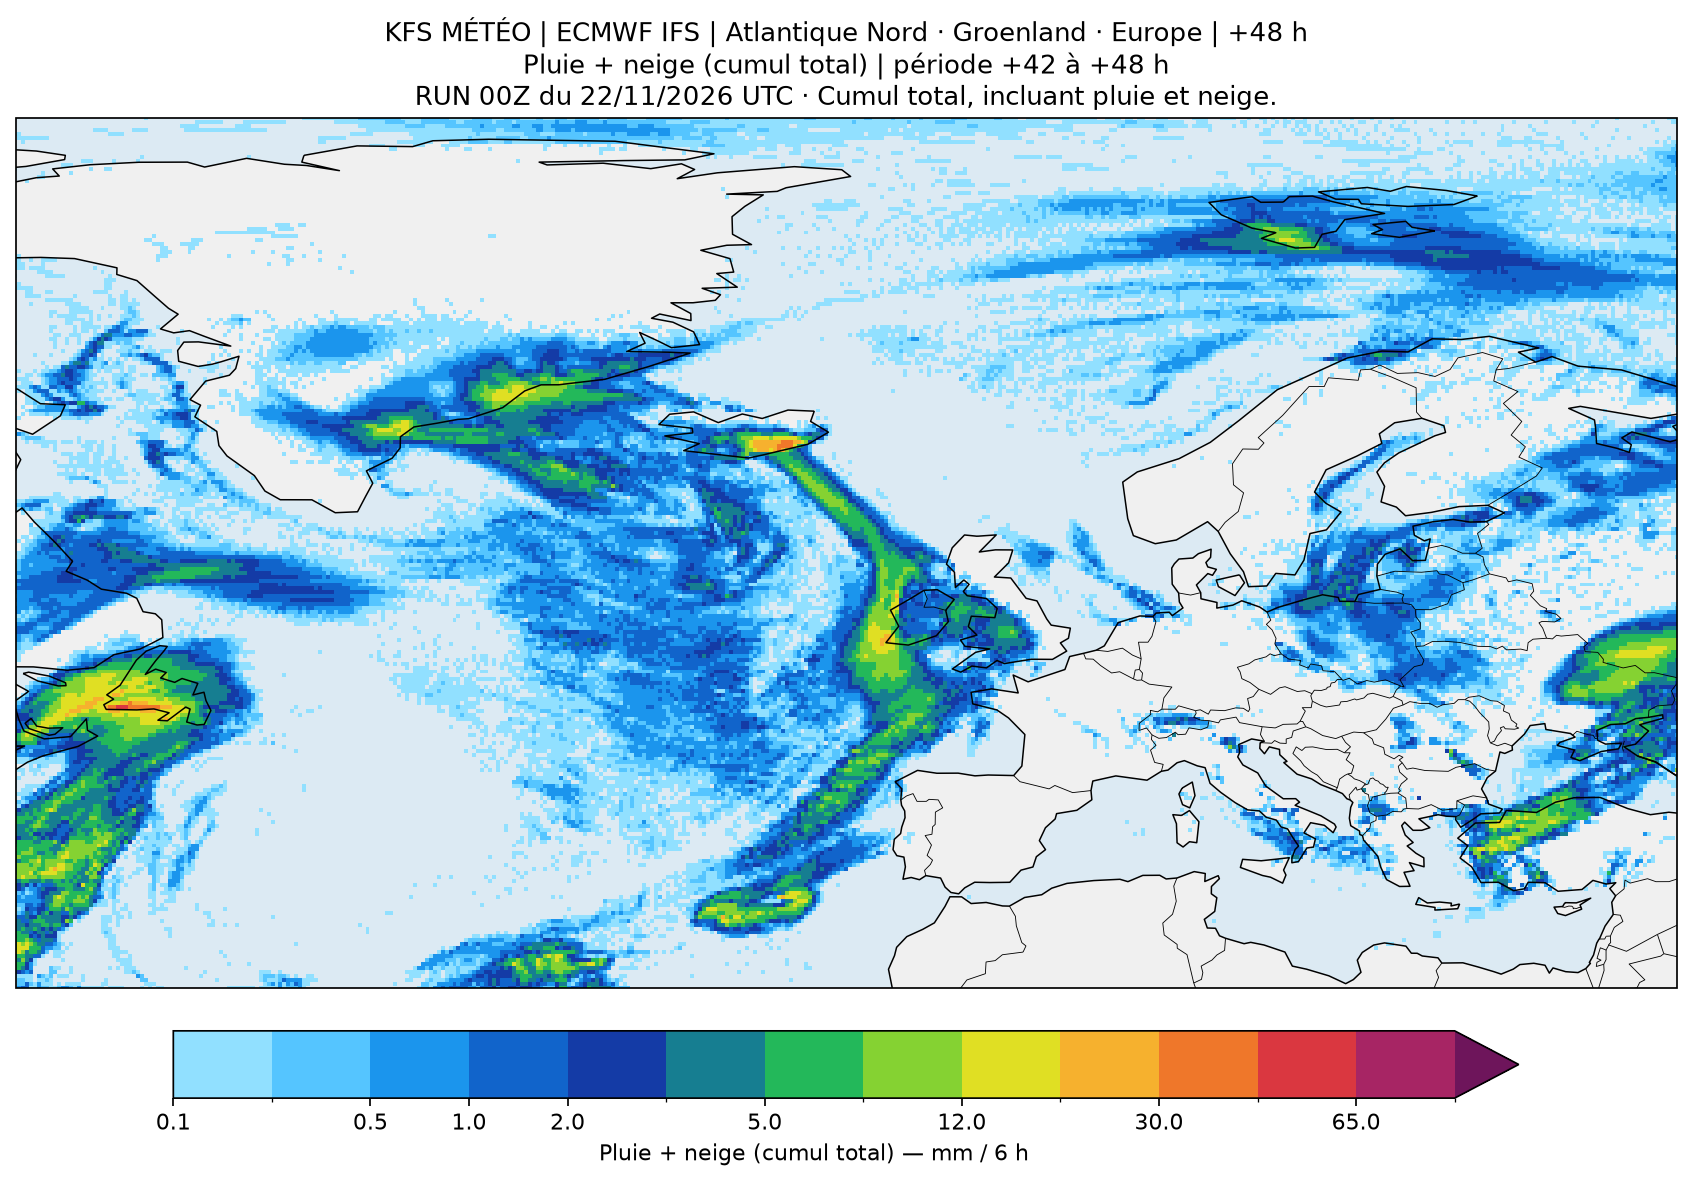 KFS MÉTÉO | ECMWF IFS | Atlantique Nord · Groenland · Europe | +48 h
Pluie + neige (cumul total) | période +42 à +48 h
RUN 00Z du 22/11/2026 UTC · Cumul total, incluant pluie et neige.
0.1 0.5 1.0 2.0 5.0 12.0 30.0 65.0
Pluie + neige (cumul total) — mm / 6 h